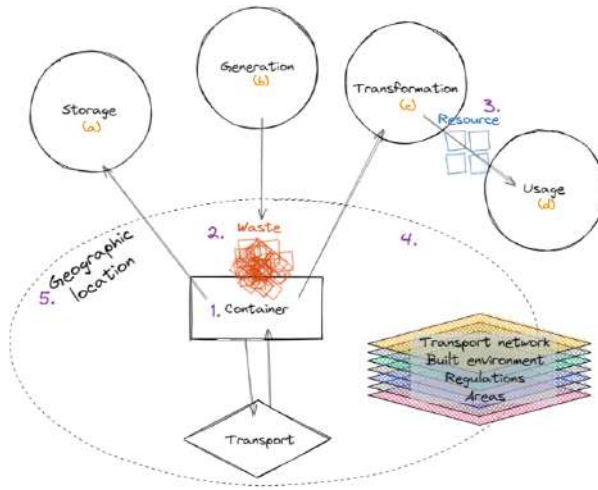 Generation
(b)
Transformation
(c)
Storage
(a)
3.
Resource
Usage
(d)
2.
Waste
4.
Geographic
location
5.
1.
Container
Transport network
Built environment
Regulations
Areas
Transport